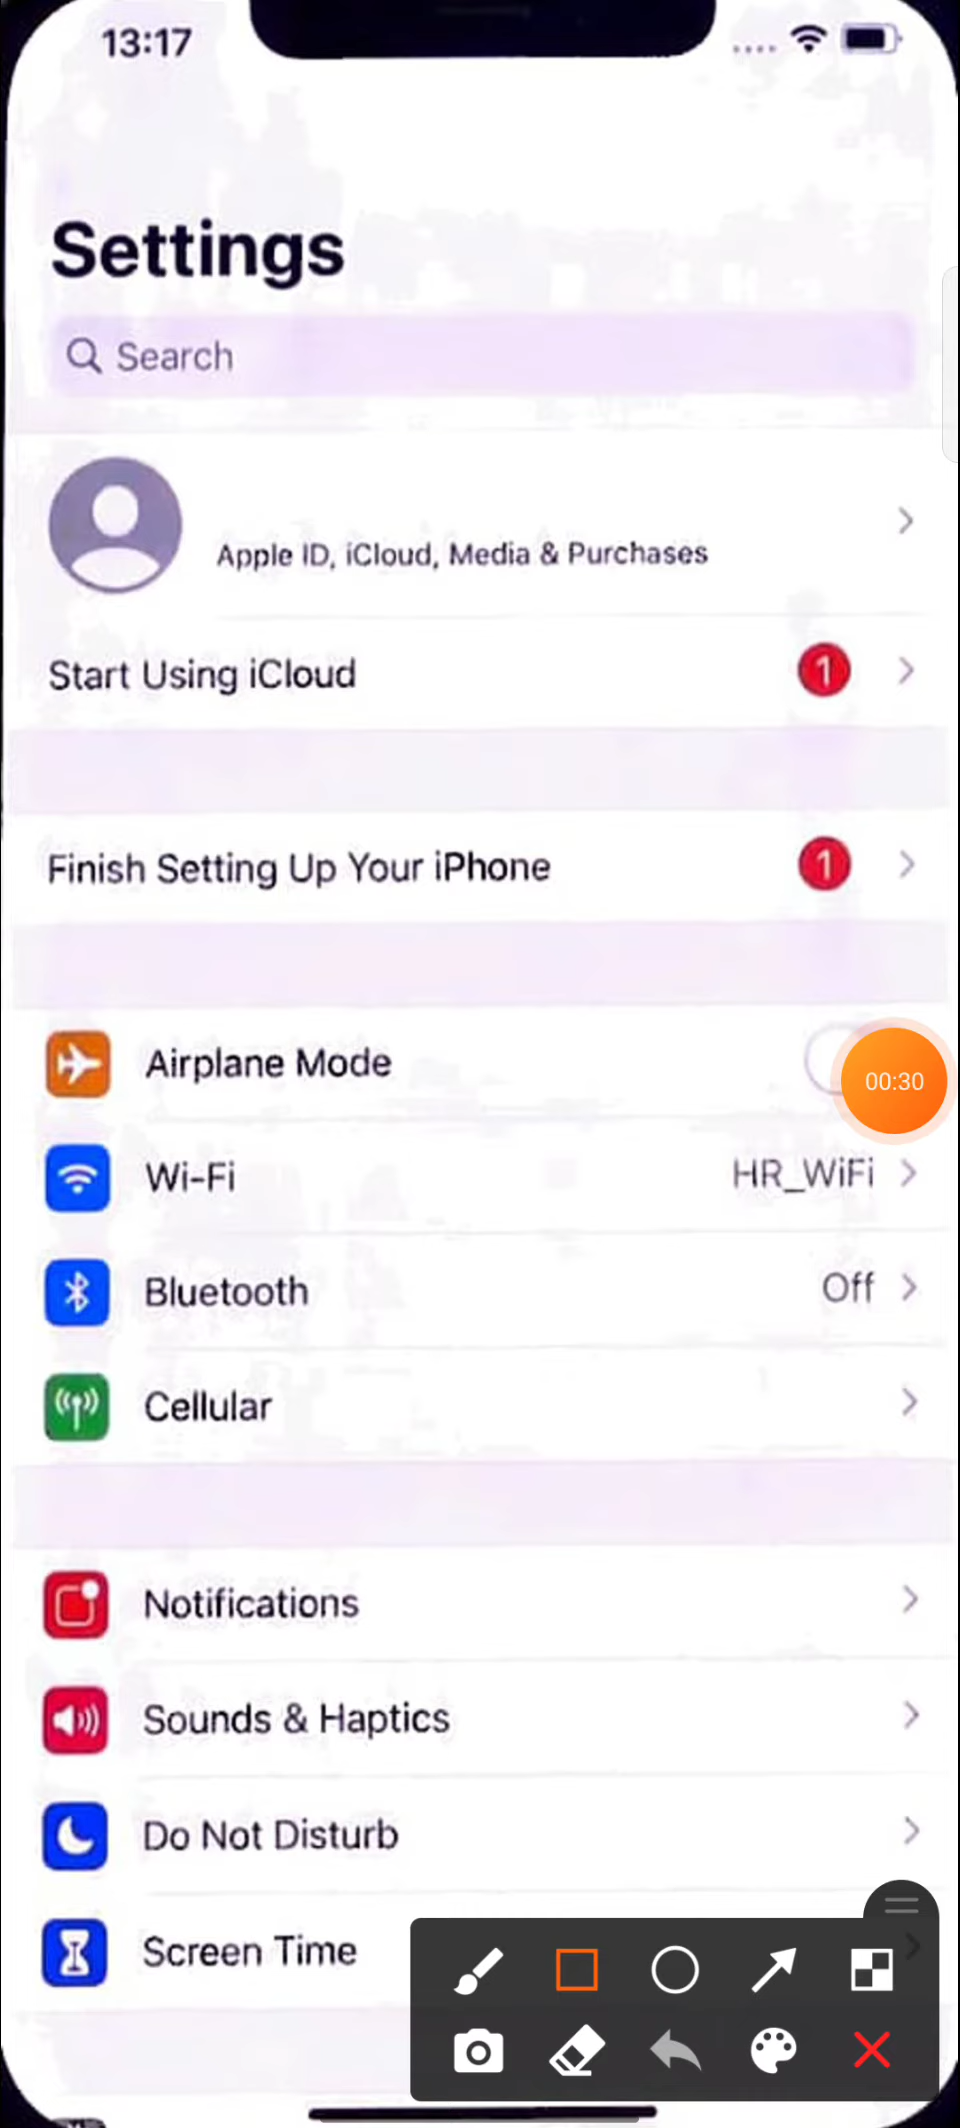 13:17
Settings
Search
Apple ID, iCloud, Media & Purchases
Start Using iCloud
1
Finish Setting Up Your iPhone
1
Airplane Mode
00:30
Wi-Fi
HR_WiFi
Bluetooth
Off
Cellular
Notifications
Sounds & Haptics
Do Not Disturb
Screen Time